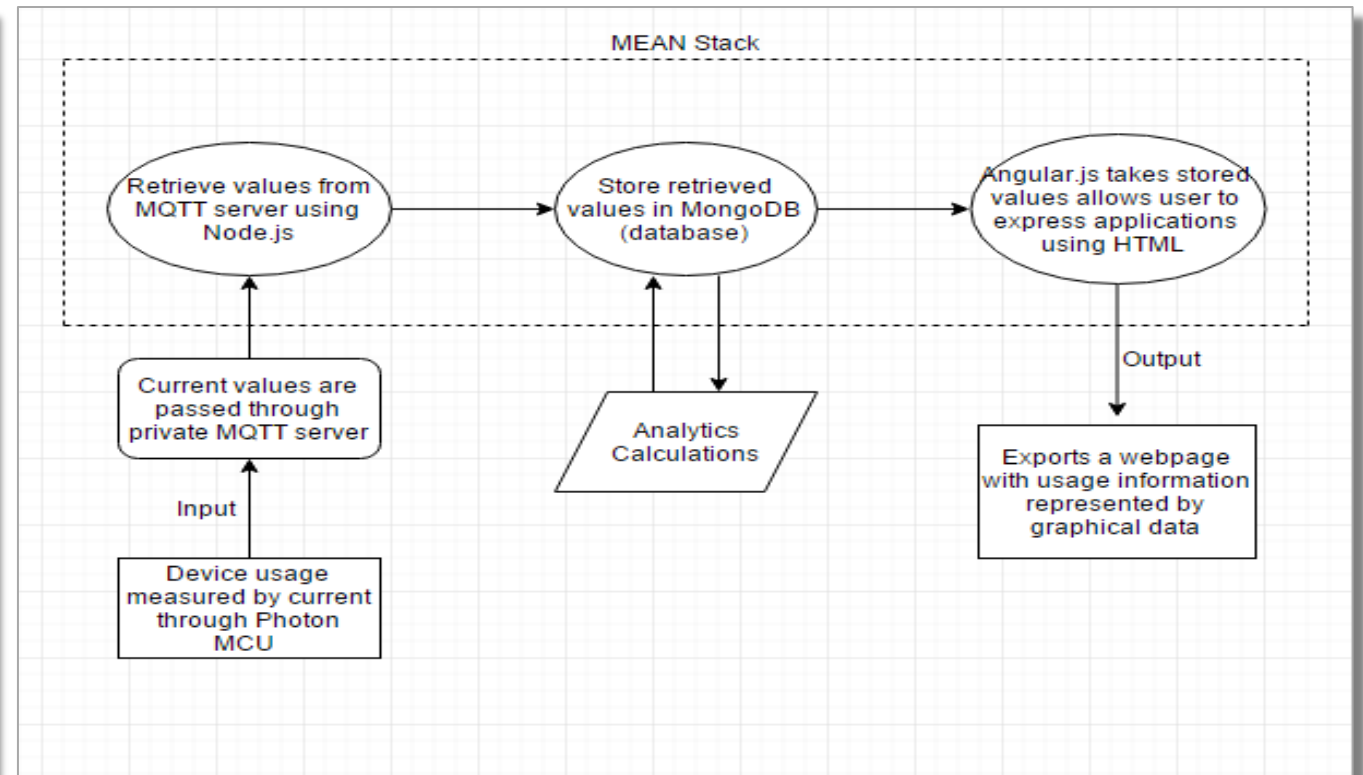 MEAN Stack
Retrieve values from
MQTT server using
Node.js
Store retrieved
values in MongoDB
(database)
Angular.js takes stored
values allows user to
express applications
using HTML
Current values are
passed through
private MQTT server
Analytics
Calculations
Output
Exports a webpage
with usage information
represented by
graphical data
Input
Device usage
measured by current
through Photon
MCU